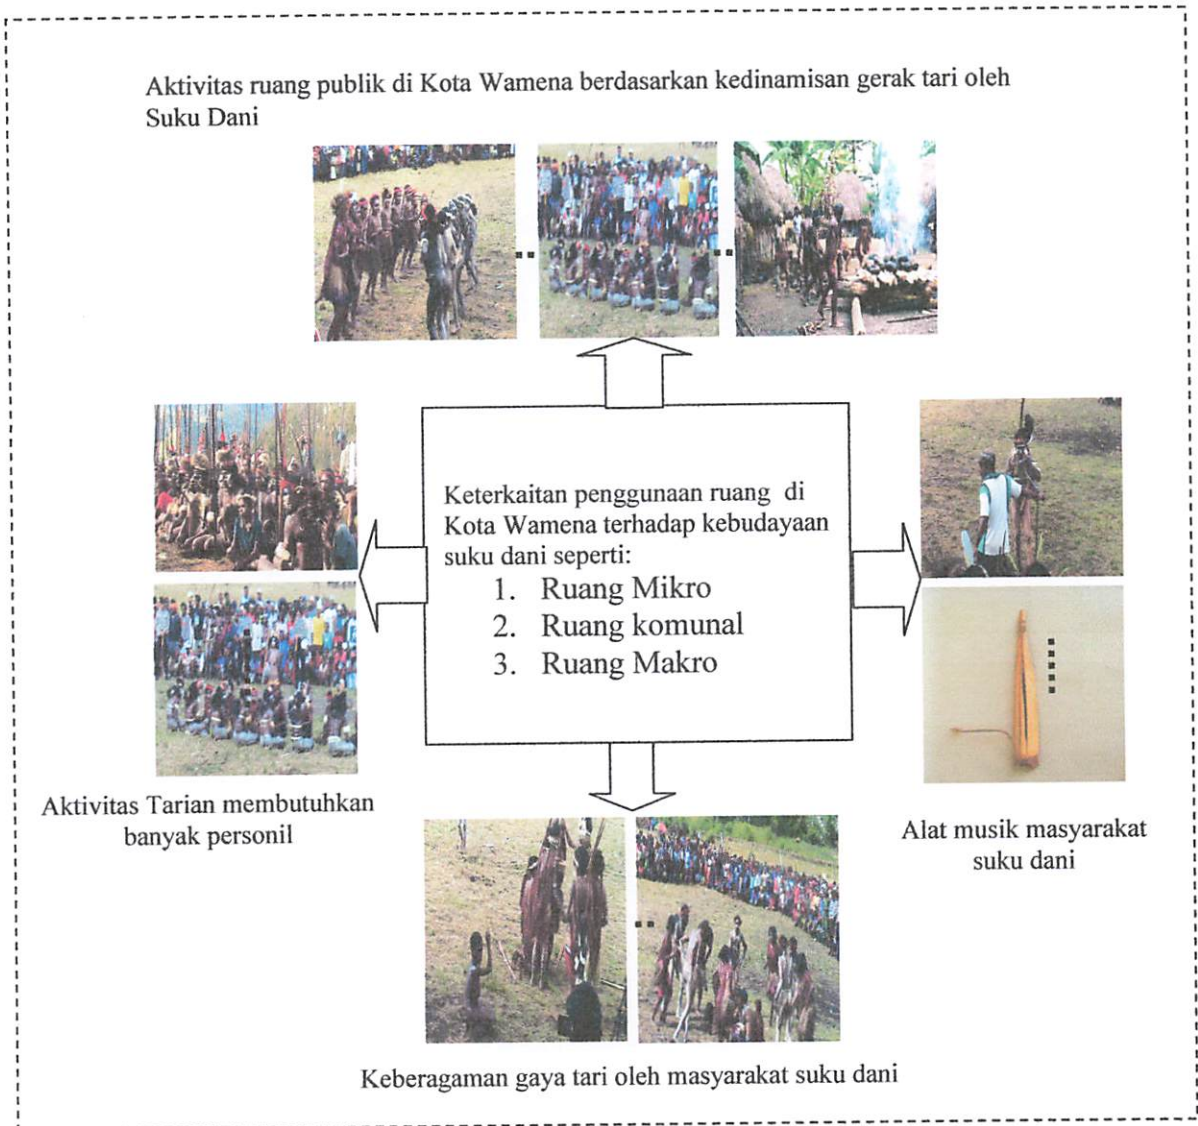 Aktivitas ruang publik di Kota Wamena berdasarkan kedinamisan gerak tari oleh
Suku Dani
Keterkaitan penggunaan ruang di
Kota Wamena terhadap kebudayaan
suku dani seperti:
1. Ruang Mikro
2. Ruang komunal
3. Ruang Makro
Aktivitas Tarian membutuhkan
banyak personil
Alat musik masyarakat
suku dani
Keberagaman gaya tari oleh masyarakat suku dani